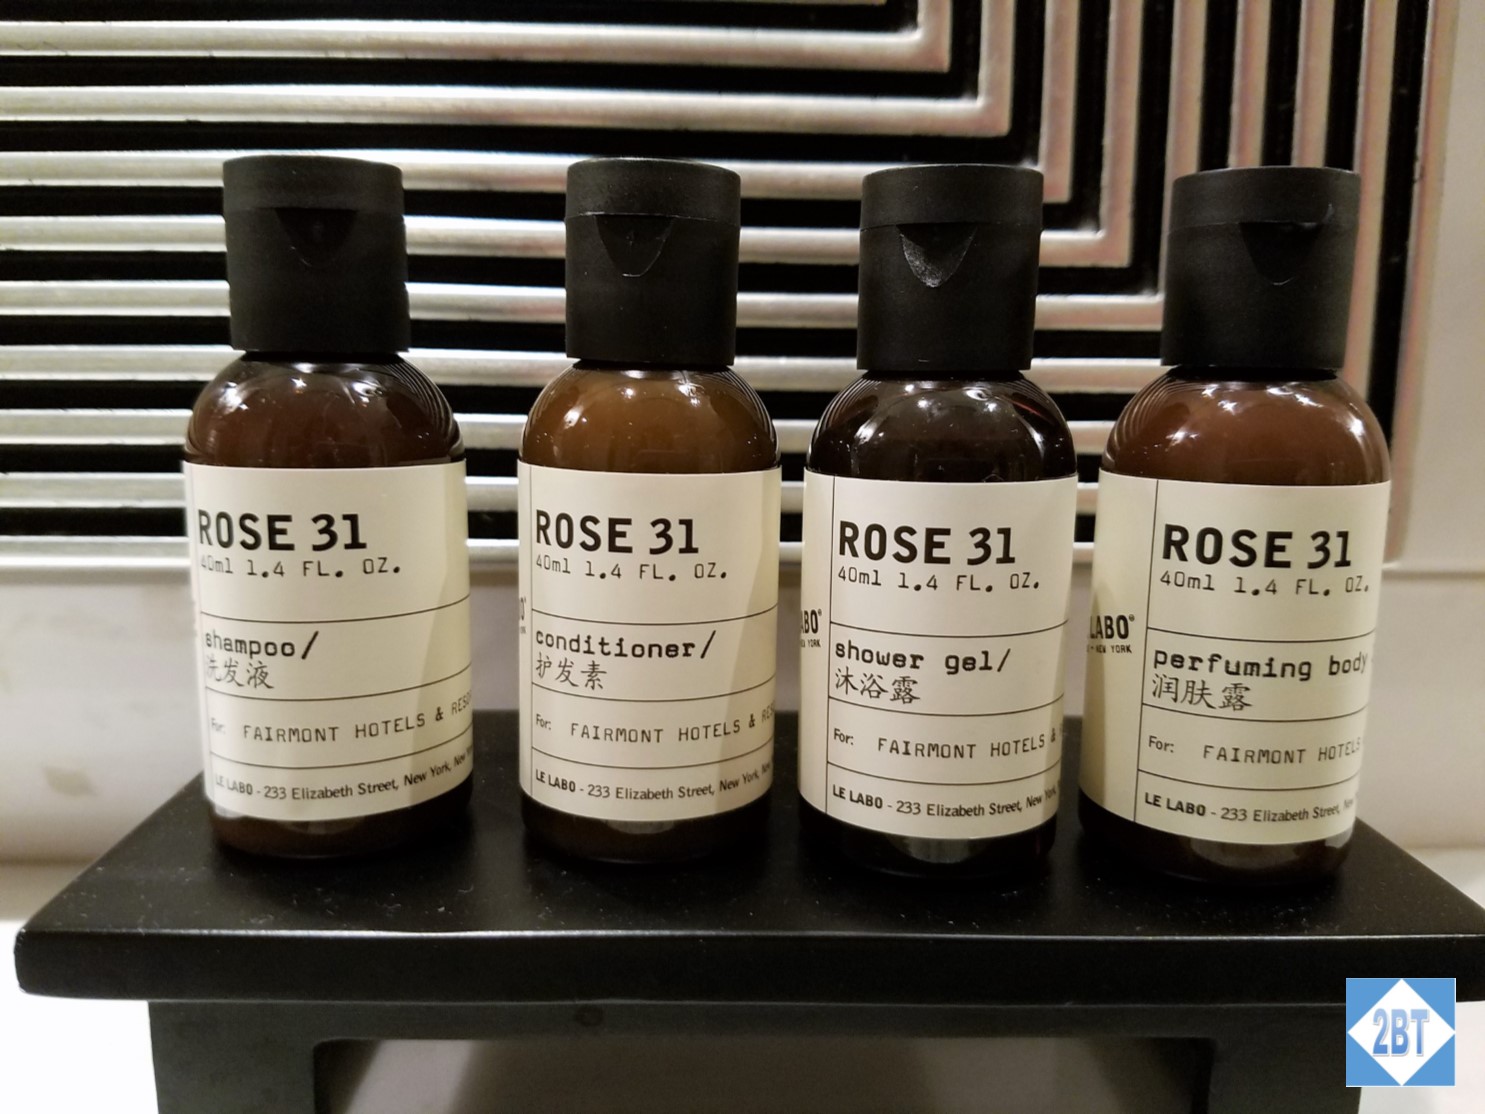 ROSE 31
40ml 1.4 FL. OZ.
shampoo/
洗发液
For: FAIRMONT HOTELS &
LE LABO - 233 Elizabeth Street, New York,
ROSE 31
40ml 1.4 FL. OZ.
conditioner/
护发素
For: FAIRMONT HOTELS &
LE LABO - 233 Elizabeth Street, New York,
ROSE 31
40ml 1.4 FL. OZ.
shower gel/
沐浴露
For: FAIRMONT HOTELS &
LE LABO - 233 Elizabeth Street, New York,
YORK
ROSE 31
40ml 1.4 FL. OZ.
perfuming body
润肤露
For: FAIRMONT HOTELS
LE LABO - 233 Elizabeth Street,
LABO®
- NEW YORK
2BT